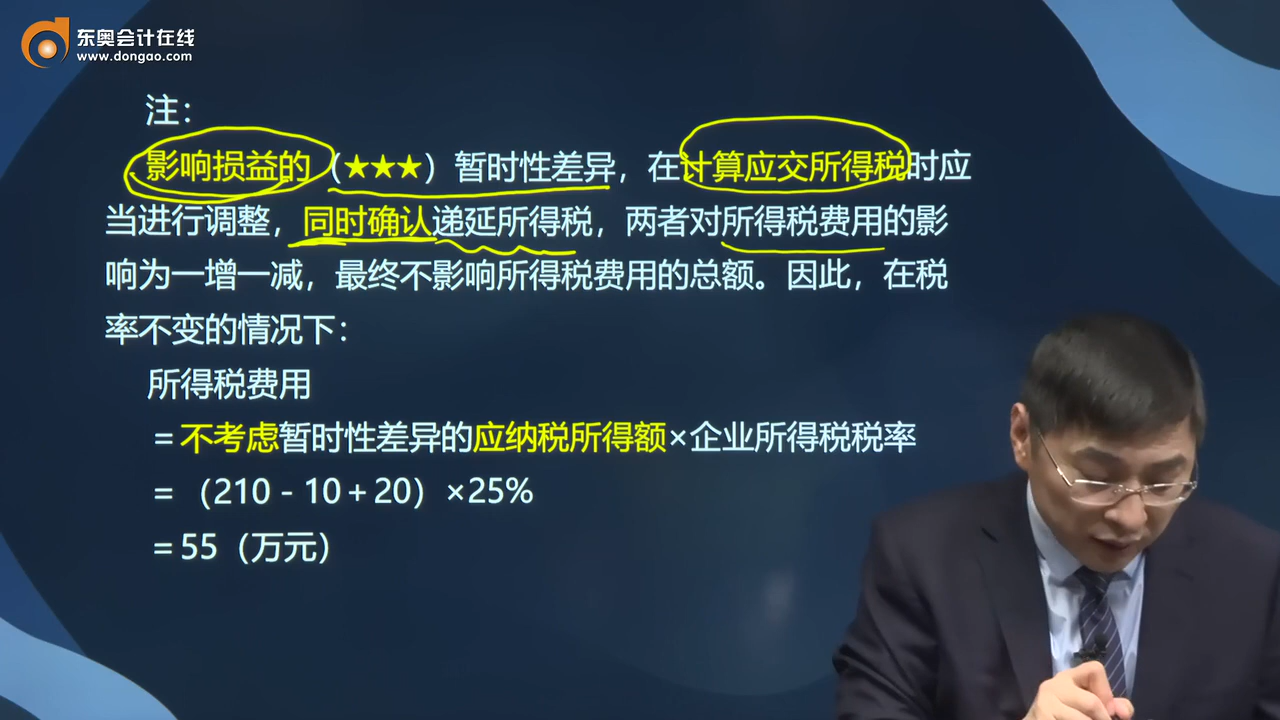 东奥会计在线
www.dongao.com
注：
影响损益的（★★★）暂时性差异，在计算应交所得税时应
当进行调整，同时确认递延所得税，两者对所得税费用的影
响为一增一减，最终不影响所得税费用的总额。因此，在税
率不变的情况下：
所得税费用
＝不考虑暂时性差异的应纳税所得额×企业所得税税率
＝（210－10＋20）×25%
＝55（万元）